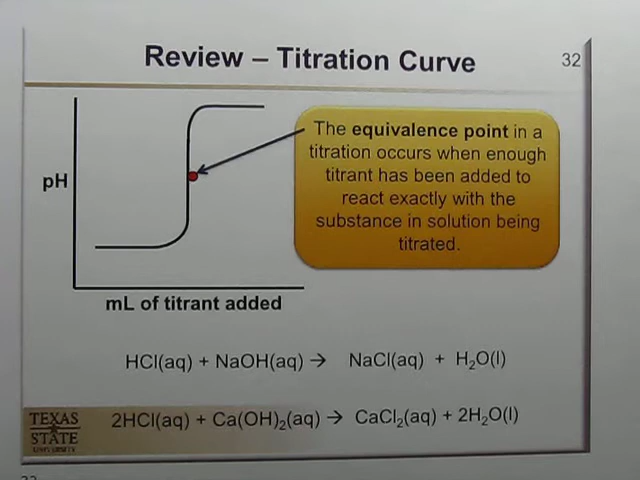 Review – Titration Curve
32
The equivalence point in a
titration occurs when enough
titrant has been added to
react exactly with the
substance in solution being
titrated.
pH
mL of titrant added
HCl(aq) + NaOH(aq) → NaCl(aq) + H₂O(l)
2HCl(aq) + Ca(OH)₂(aq) → CaCl₂(aq) + 2H₂O(l)
TEXAS
STATE
UNIVERSITY